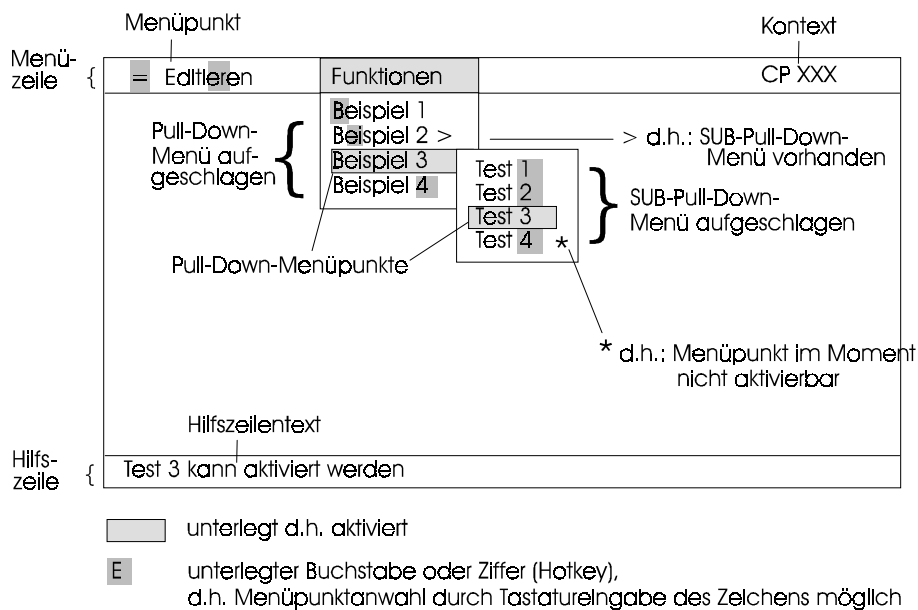 Menüpunkt
Kontext
Menü-
zeile {
= Editieren
Funktionen
CP XXX
Pull-Down-
Menü auf-
geschlagen
Beispiel 1
Beispiel 2 >
Beispiel 3
Beispiel 4
> d.h.: SUB-Pull-Down-
Menü vorhanden
Test 1
Test 2
Test 3
Test 4 *
SUB-Pull-Down-
Menü aufgeschlagen
Pull-Down-Menüpunkte
* d.h.: Menüpunkt im Moment
nicht aktivierbar
Hilfszeilentext
Hilfs-
zeile {
Test 3 kann aktiviert werden
unterlegt d.h. aktiviert
E
unterlegter Buchstabe oder Ziffer (Hotkey),
d.h. Menüpunktanwahl durch Tastatureingabe des Zeichens möglich